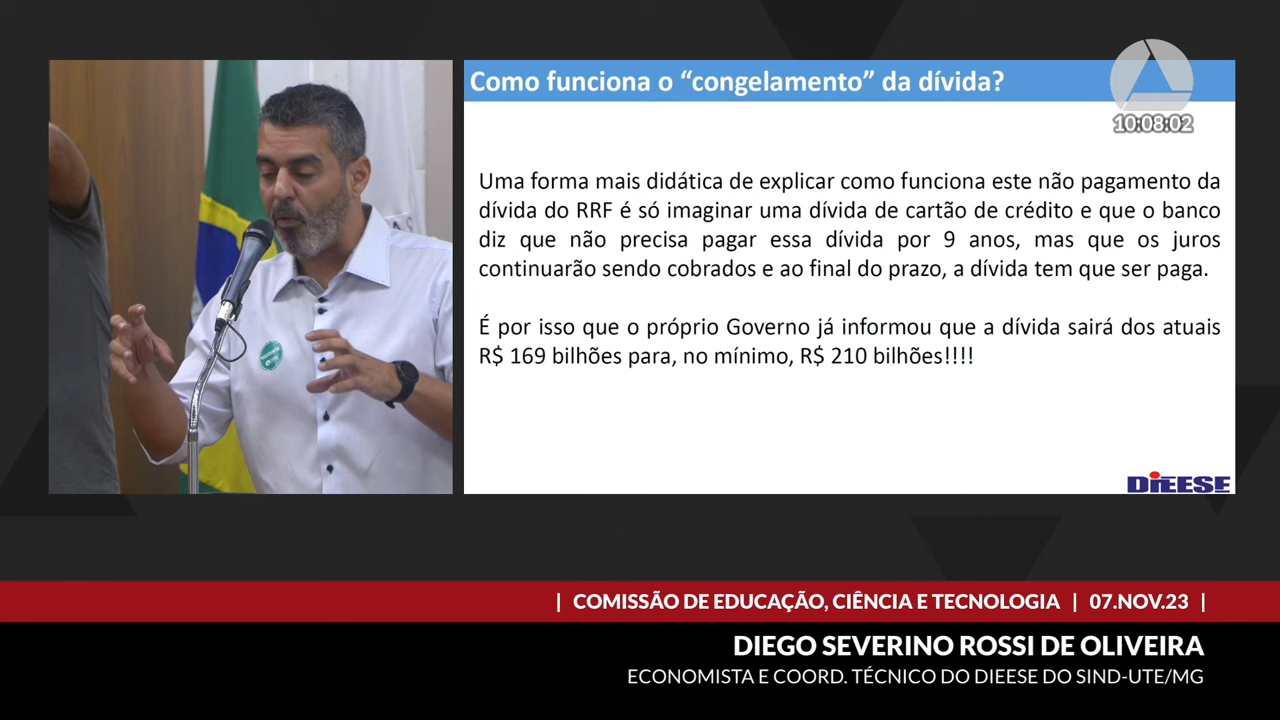 Como funciona o “congelamento” da dívida?
10:08:02
Uma forma mais didática de explicar como funciona este não pagamento da
dívida do RRF é só imaginar uma dívida de cartão de crédito e que o banco
diz que não precisa pagar essa dívida por 9 anos, mas que os juros
continuarão sendo cobrados e ao final do prazo, a dívida tem que ser paga.
É por isso que o próprio Governo já informou que a dívida sairá dos atuais
R$ 169 bilhões para, no mínimo, R$ 210 bilhões!!!!
DIEESE
| COMISSÃO DE EDUCAÇÃO, CIÊNCIA E TECNOLOGIA | 07.NOV.23 |
DIEGO SEVERINO ROSSI DE OLIVEIRA
ECONOMISTA E COORD. TÉCNICO DO DIEESE DO SIND-UTE/MG